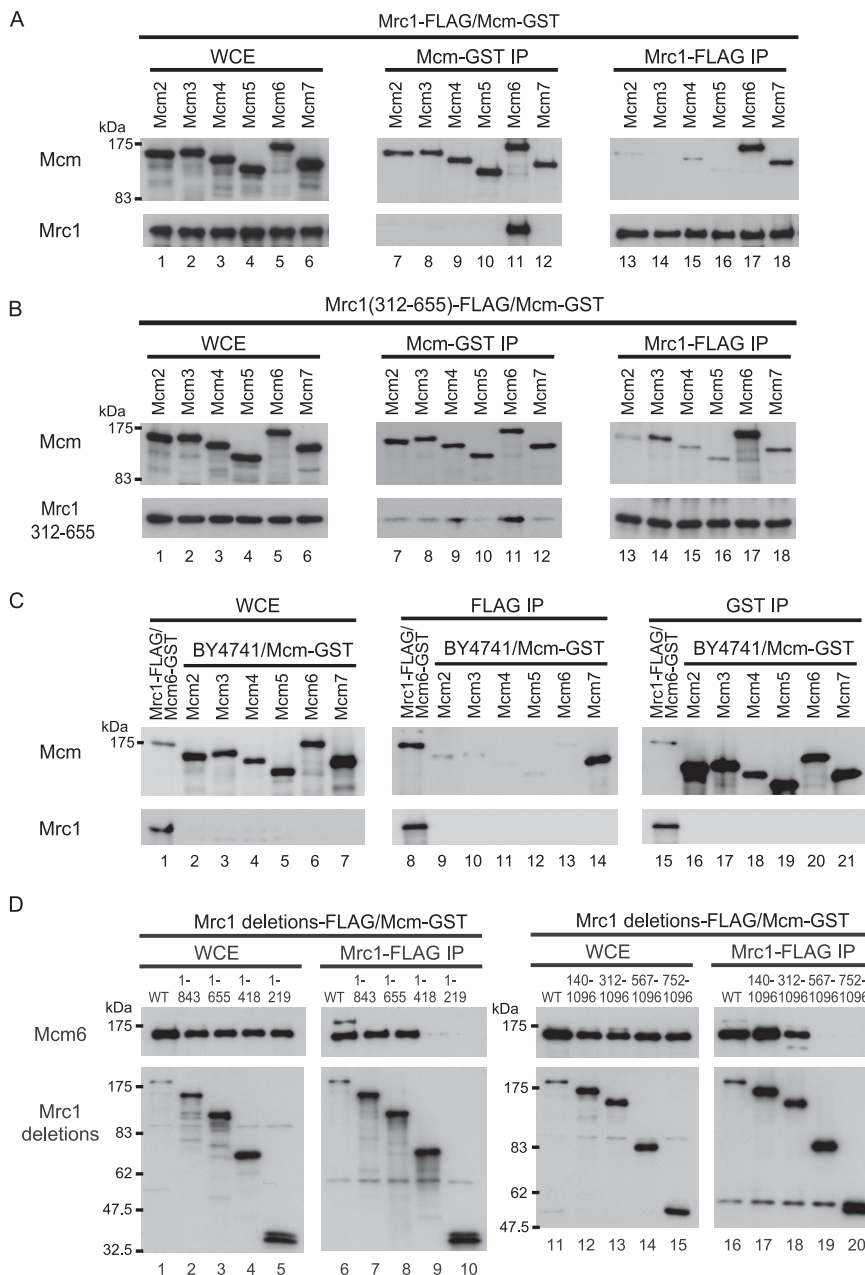 A
Mrc1-FLAG/Mcm-GST
WCE Mcm-GST IP Mrc1-FLAG IP
Mcm2 Mcm3 Mcm4 Mcm5 Mcm6 Mcm7 Mcm2 Mcm3 Mcm4 Mcm5 Mcm6 Mcm7 Mcm2 Mcm3 Mcm4 Mcm5 Mcm6 Mcm7
kDa
175
Mcm
83
Mrc1
1 2 3 4 5 6 7 8 9 10 11 12 13 14 15 16 17 18
B
Mrc1(312-655)-FLAG/Mcm-GST
WCE Mcm-GST IP Mrc1-FLAG IP
Mcm2 Mcm3 Mcm4 Mcm5 Mcm6 Mcm7 Mcm2 Mcm3 Mcm4 Mcm5 Mcm6 Mcm7 Mcm2 Mcm3 Mcm4 Mcm5 Mcm6 Mcm7
kDa
175
Mcm
83
Mrc1
312-655
1 2 3 4 5 6 7 8 9 10 11 12 13 14 15 16 17 18
C
WCE FLAG IP GST IP
Mrc1-FLAG/ Mcm6-GST BY4741/Mcm-GST Mrc1-FLAG/ Mcm6-GST BY4741/Mcm-GST Mrc1-FLAG/ Mcm6-GST BY4741/Mcm-GST
Mcm2 Mcm3 Mcm4 Mcm5 Mcm6 Mcm7 Mcm2 Mcm3 Mcm4 Mcm5 Mcm6 Mcm7 Mcm2 Mcm3 Mcm4 Mcm5 Mcm6 Mcm7
kDa
175
Mcm
Mrc1
1 2 3 4 5 6 7 8 9 10 11 12 13 14 15 16 17 18 19 20 21
D
Mrc1 deletions-FLAG/Mcm-GST Mrc1 deletions-FLAG/Mcm-GST
WCE Mrc1-FLAG IP WCE Mrc1-FLAG IP
WT 1-843 1-655 1-418 1-219 WT 1-843 1-655 1-418 1-219 WT 140-1096 312-1096 567-1096 752-1096 WT 140-1096 312-1096 567-1096 752-1096
kDa kDa
Mcm6 175 175
175 175
Mrc1
deletions
83 83
62 62
47.5 47.5
32.5
1 2 3 4 5 6 7 8 9 10 11 12 13 14 15 16 17 18 19 20